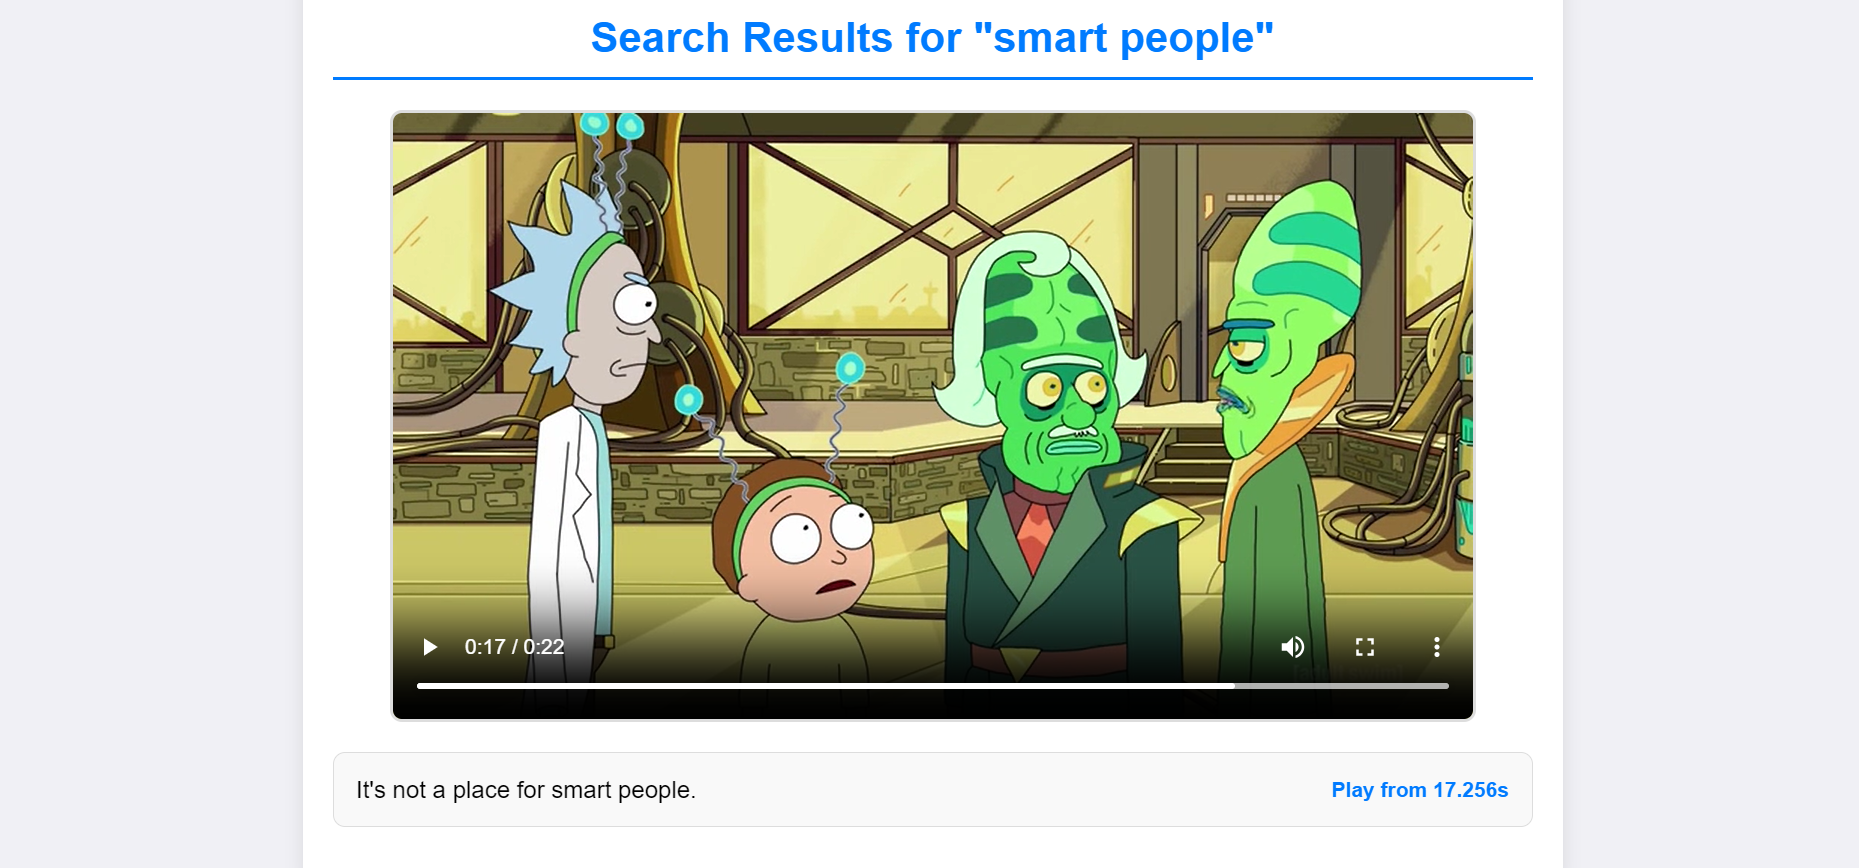 Search Results for "smart people"
0:17 / 0:22
It's not a place for smart people.
Play from 17.256s